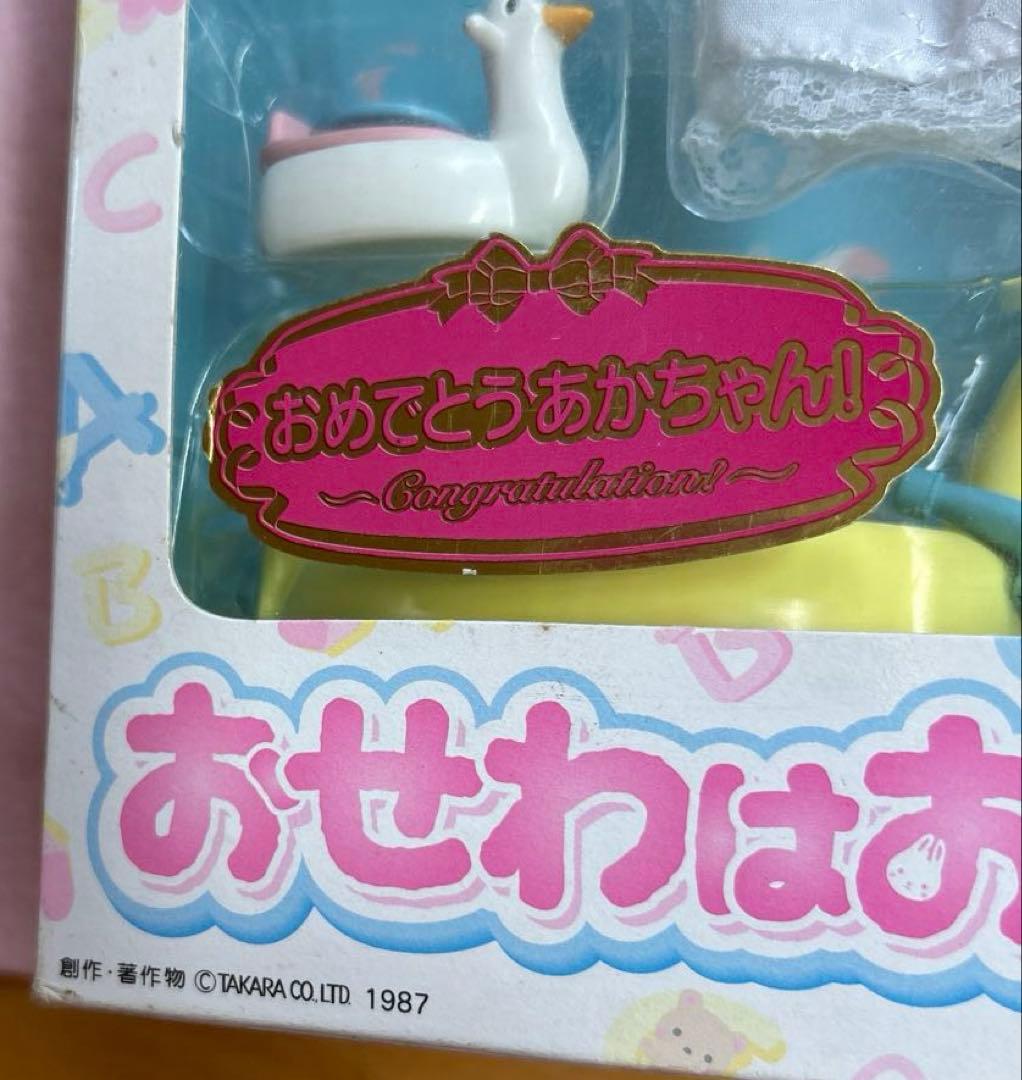 おめでとうあかちゃん!
~Congratulation!~
おせわはお
創作・著作物 ©TAKARA CO.,LTD. 1987
C
A
B
B